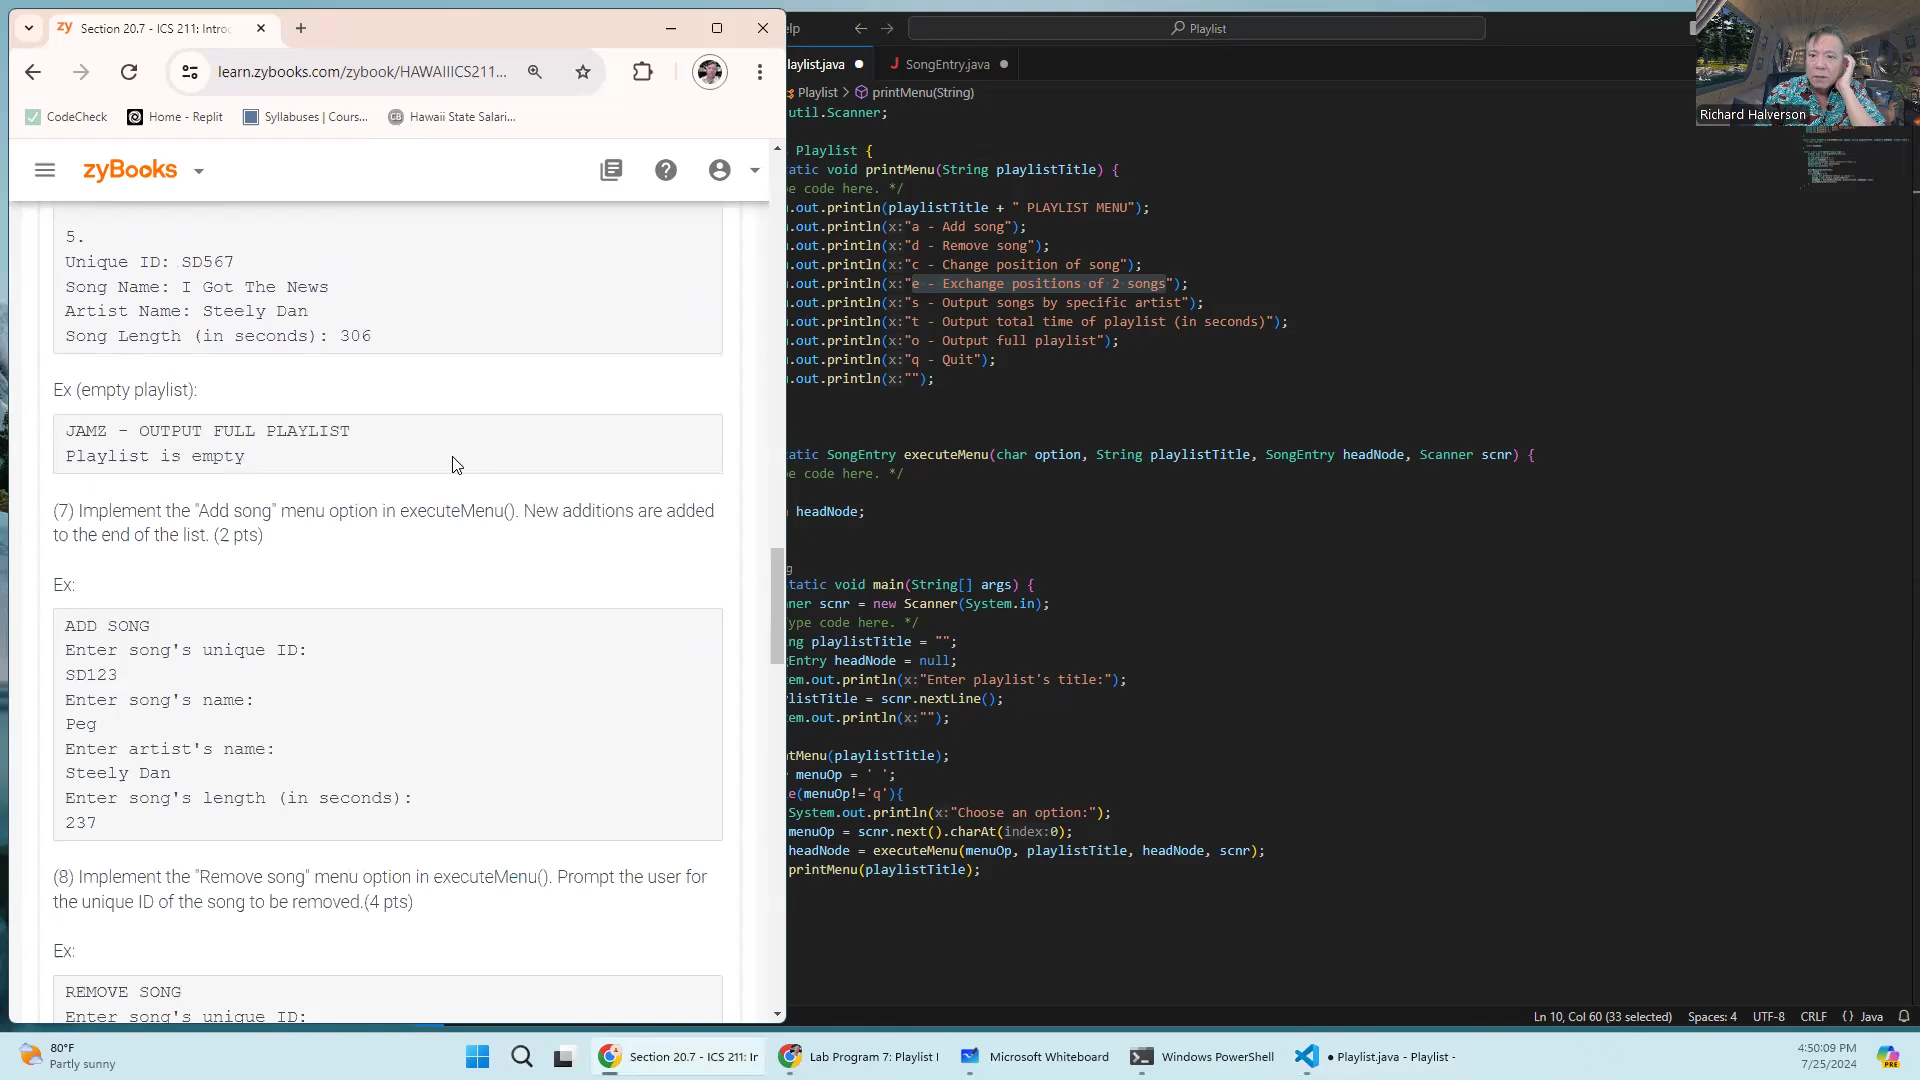 Section 20.7 - ICS 211: Intro
learn.zybooks.com/zybook/HAWAIIICS211...
CodeCheck
Home - Replit
Syllabuses | Cours...
Hawaii State Salari...
zyBooks
5.
Unique ID: SD567
Song Name: I Got The News
Artist Name: Steely Dan
Song Length (in seconds): 306
Ex (empty playlist):
JAMZ - OUTPUT FULL PLAYLIST
Playlist is empty
(7) Implement the "Add song" menu option in executeMenu(). New additions are added
to the end of the list. (2 pts)
Ex:
ADD SONG
Enter song's unique ID:
SD123
Enter song's name:
Peg
Enter artist's name:
Steely Dan
Enter song's length (in seconds):
237
(8) Implement the "Remove song" menu option in executeMenu(). Prompt the user for
the unique ID of the song to be removed.(4 pts)
Ex:
REMOVE SONG
Enter song's unique ID:
elp
Playlist
laylist.java
SongEntry.java
Playlist > printMenu(String)
util.Scanner;
Playlist {
tatic void printMenu(String playlistTitle) {
e code here. */
.out.println(playlistTitle + " PLAYLIST MENU");
.out.println(x:"a - Add song");
.out.println(x:"d - Remove song");
.out.println(x:"c - Change position of song");
.out.println(x:"e - Exchange positions of 2 songs");
.out.println(x:"s - Output songs by specific artist");
.out.println(x:"t - Output total time of playlist (in seconds)");
.out.println(x:"o - Output full playlist");
.out.println(x:"q - Quit");
.out.println(x:"");
tatic SongEntry executeMenu(char option, String playlistTitle, SongEntry headNode, Scanner scnr) {
e code here. */
headNode;
g
tatic void main(String[] args) {
ner scnr = new Scanner(System.in);
ype code here. */
ng playlistTitle = "";
Entry headNode = null;
em.out.println(x:"Enter playlist's title:");
ylistTitle = scnr.nextLine();
em.out.println(x:"");
ntMenu(playlistTitle);
menuOp = ' ';
e(menuOp!='q'){
System.out.println(x:"Choose an option:");
menuOp = scnr.next().charAt(index:0);
headNode = executeMenu(menuOp, playlistTitle, headNode, scnr);
printMenu(playlistTitle);
Richard Halverson
Ln 10, Col 60 (33 selected)
Spaces: 4
UTF-8
CRLF
{} Java
80°F
Partly sunny
Section 20.7 - ICS 211: Ir
Lab Program 7: Playlist
Microsoft Whiteboard
Windows PowerShell
● Playlist.java - Playlist -
4:50:09 PM
7/25/2024
PRE